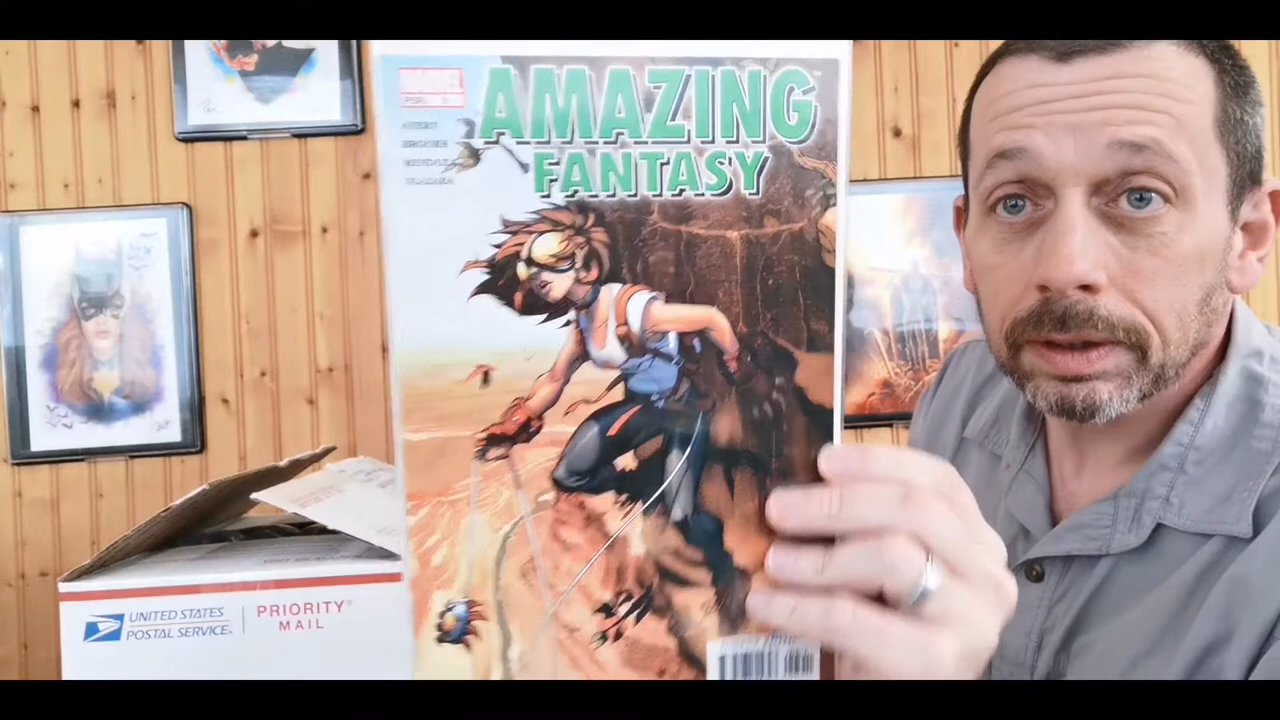 MARVEL
AMAZING
FANTASY
UNITED STATES
POSTAL SERVICE®
PRIORITY®
MAIL